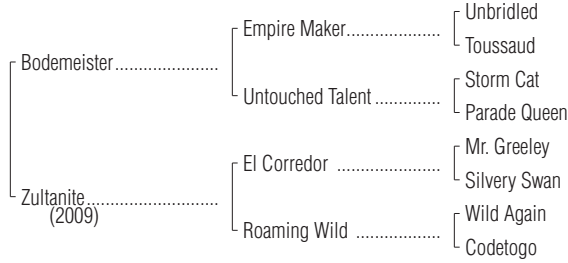 Unbridled
Empire Maker....................
Toussaud
Bodemeister......................
Storm Cat
Untouched Talent ..............
Parade Queen
Mr. Greeley
El Corredor ......................
Silvery Swan
Zultanite............................
(2009)
Wild Again
Roaming Wild ..................
Codetogo